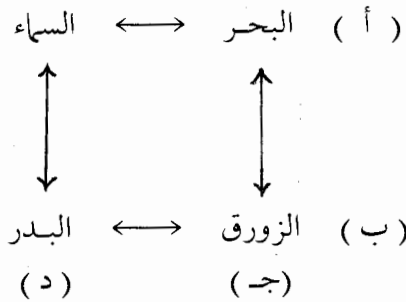 ( أ ) البحر ↔ السماء
( ب ) الزورق ↔ البدر
( جـ ) ( د )